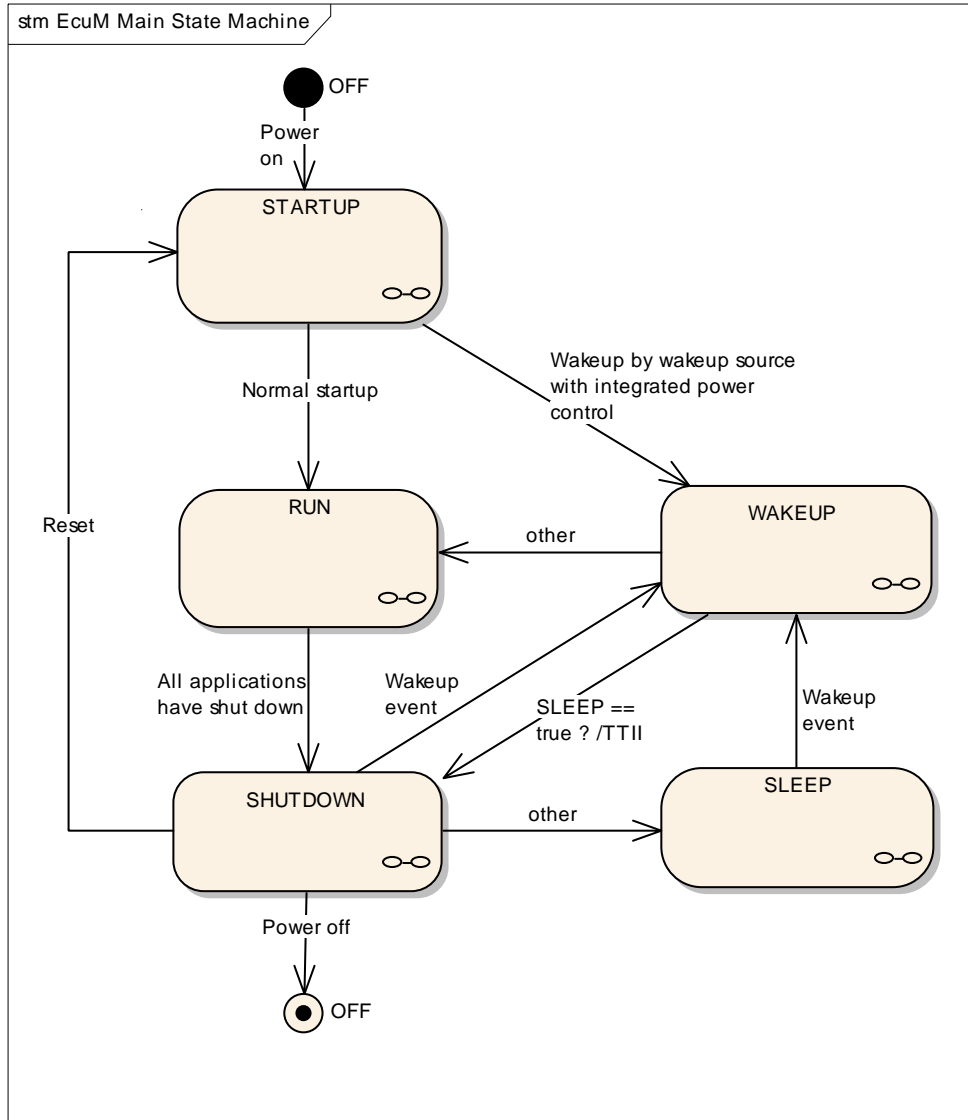 stm EcuM Main State Machine
OFF
Power
on
STARTUP
Wakeup by wakeup source
with integrated power
control
Normal startup
RUN
WAKEUP
Reset
other
All applications
have shut down
Wakeup
event
SLEEP ==
true ? /TTII
Wakeup
event
SHUTDOWN
SLEEP
other
Power off
OFF